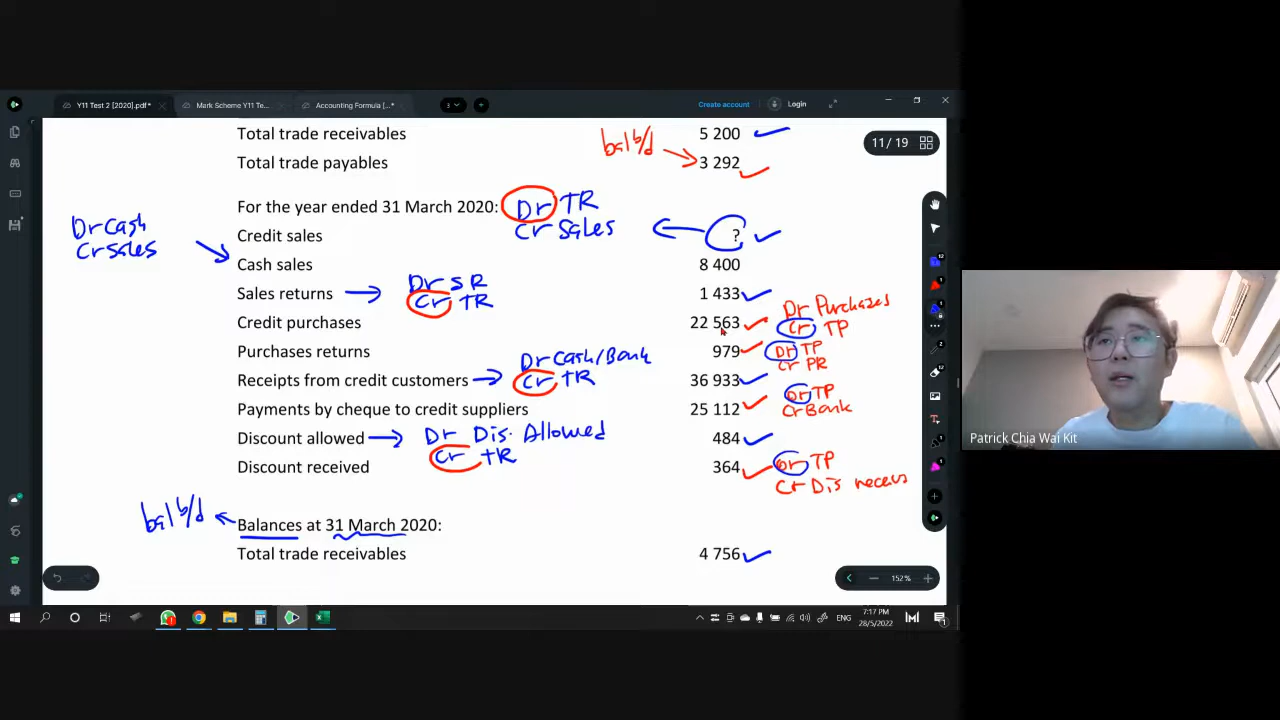 Y11 Test 2 [2020].pdf*
Mark Scheme Y11 Te...
Accounting Formula [...*
3
Create account
Login
11 / 19
Total trade receivables 5 200
bal b/d
Total trade payables 3 292
For the year ended 31 March 2020: Dr TR
Dr Cash
Cr Sales
Credit sales ?
Cr Sales
Cash sales 8 400
Dr SR
Sales returns 1 433
Cr TR
Dr Purchases
Credit purchases 22 563
Cr TP
Purchases returns 979
Dr TP
Cr PR
Dr Cash/Bank
Receipts from credit customers 36 933
Cr TR
Dr TP
Payments by cheque to credit suppliers 25 112
Cr Bank
Discount allowed 484
Dr Dis. Allowed
Cr TR
Discount received 364
Dr TP
Cr Dis
bal b/d
Balances at 31 March 2020:
Total trade receivables 4 756
152%
Patrick Chia Wai Kit
ENG
7:17 PM
28/5/2022